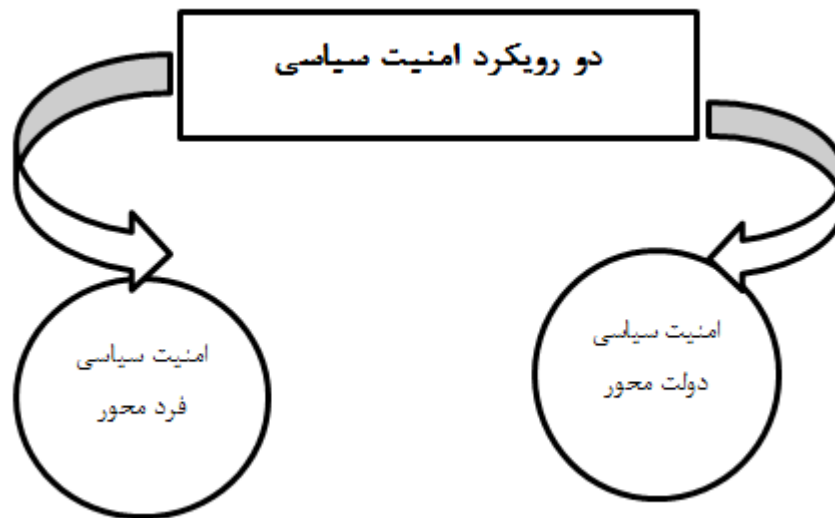 دو رویکرد امنیت سیاسی
امنیت سیاسی
دولت محور
امنیت سیاسی
فرد محور